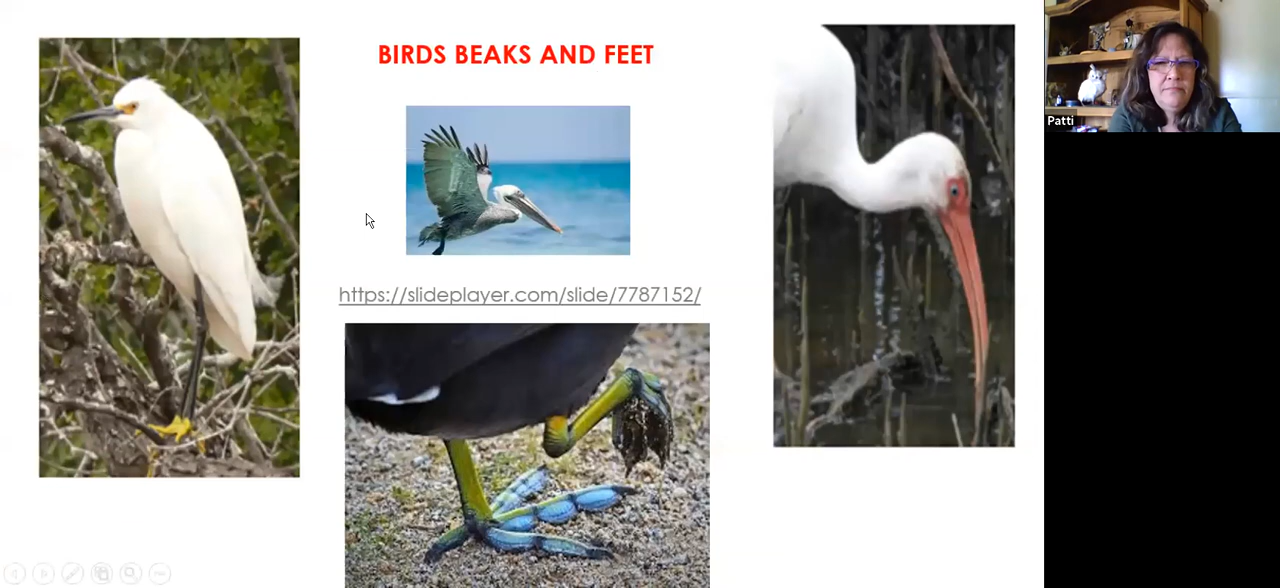 BIRDS BEAKS AND FEET
https://slideplayer.com/slide/7787152/
Patti